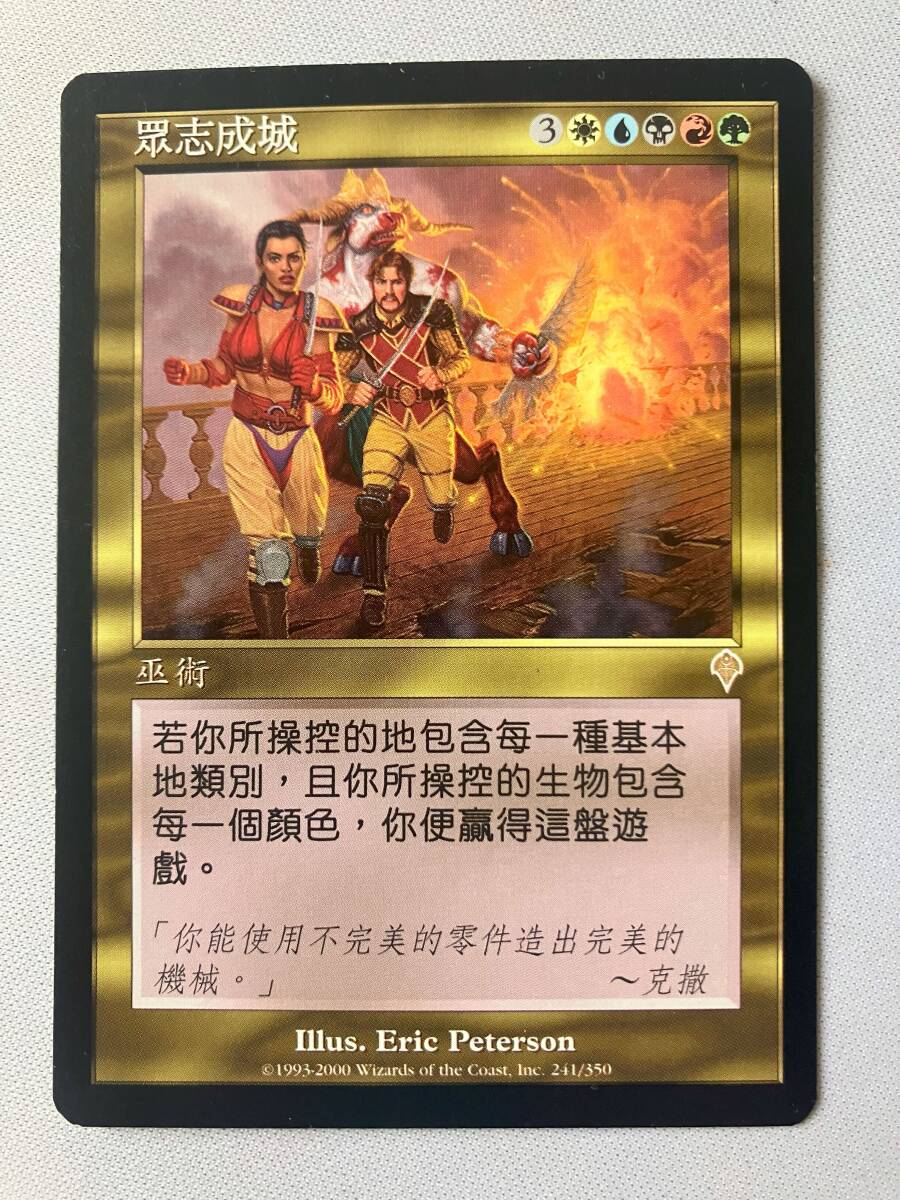 眾志成城 3
巫術
若你所操控的地包含每一種基本
地類別，且你所操控的生物包含
每一個顏色，你便贏得這盤遊
戲。
「你能使用不完美的零件造出完美的
機械。」 ～克撒
Illus. Eric Peterson
©1993-2000 Wizards of the Coast, Inc. 241/350